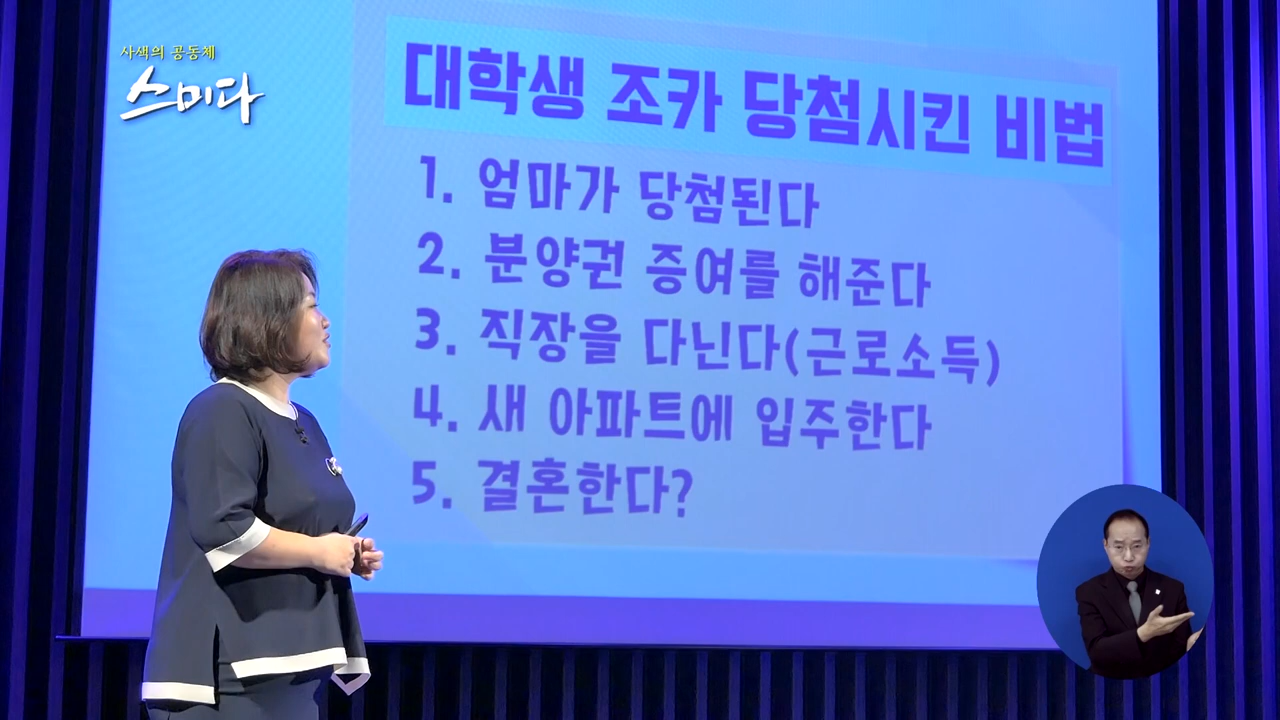 사색의 공동체
스미다
대학생 조카 당첨시킨 비법
1. 엄마가 당첨된다
2. 분양권 증여를 해준다
3. 직장을 다닌다(근로소득)
4. 새 아파트에 입주한다
5. 결혼한다?